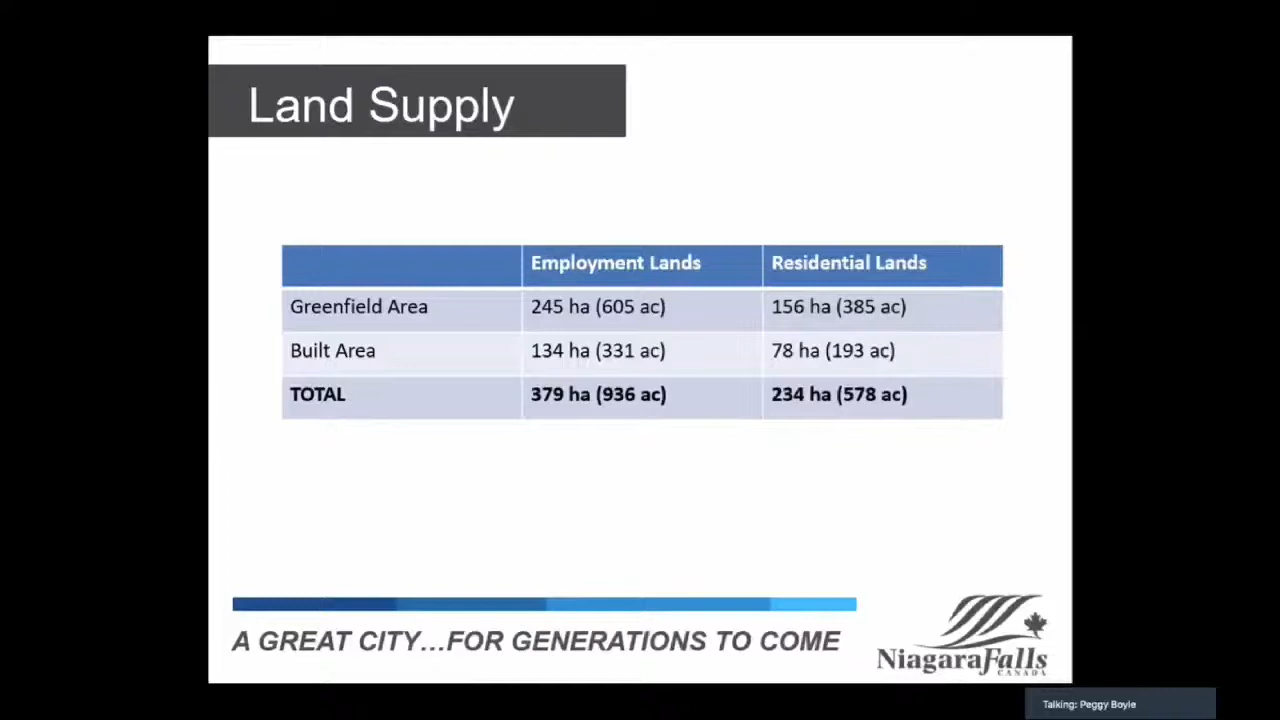 Land Supply
Employment Lands Residential Lands
Greenfield Area 245 ha (605 ac) 156 ha (385 ac)
Built Area 134 ha (331 ac) 78 ha (193 ac)
TOTAL 379 ha (936 ac) 234 ha (578 ac)
A GREAT CITY...FOR GENERATIONS TO COME
NiagaraFalls
CANADA
Talking: Peggy Boyle